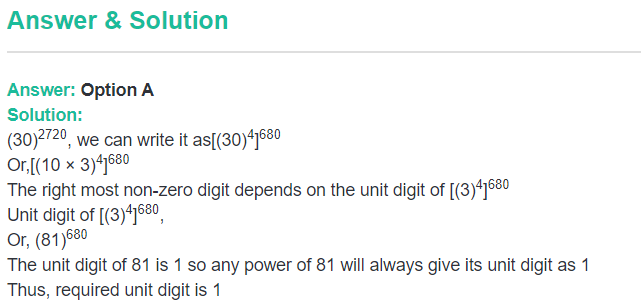 Answer & Solution
Answer: Option A
Solution:
(30)²⁷²⁰, we can write it as[(30)⁴]⁶⁸⁰
Or,[(10 × 3)⁴]⁶⁸⁰
The right most non-zero digit depends on the unit digit of [(3)⁴]⁶⁸⁰
Unit digit of [(3)⁴]⁶⁸⁰,
Or, (81)⁶⁸⁰
The unit digit of 81 is 1 so any power of 81 will always give its unit digit as 1
Thus, required unit digit is 1